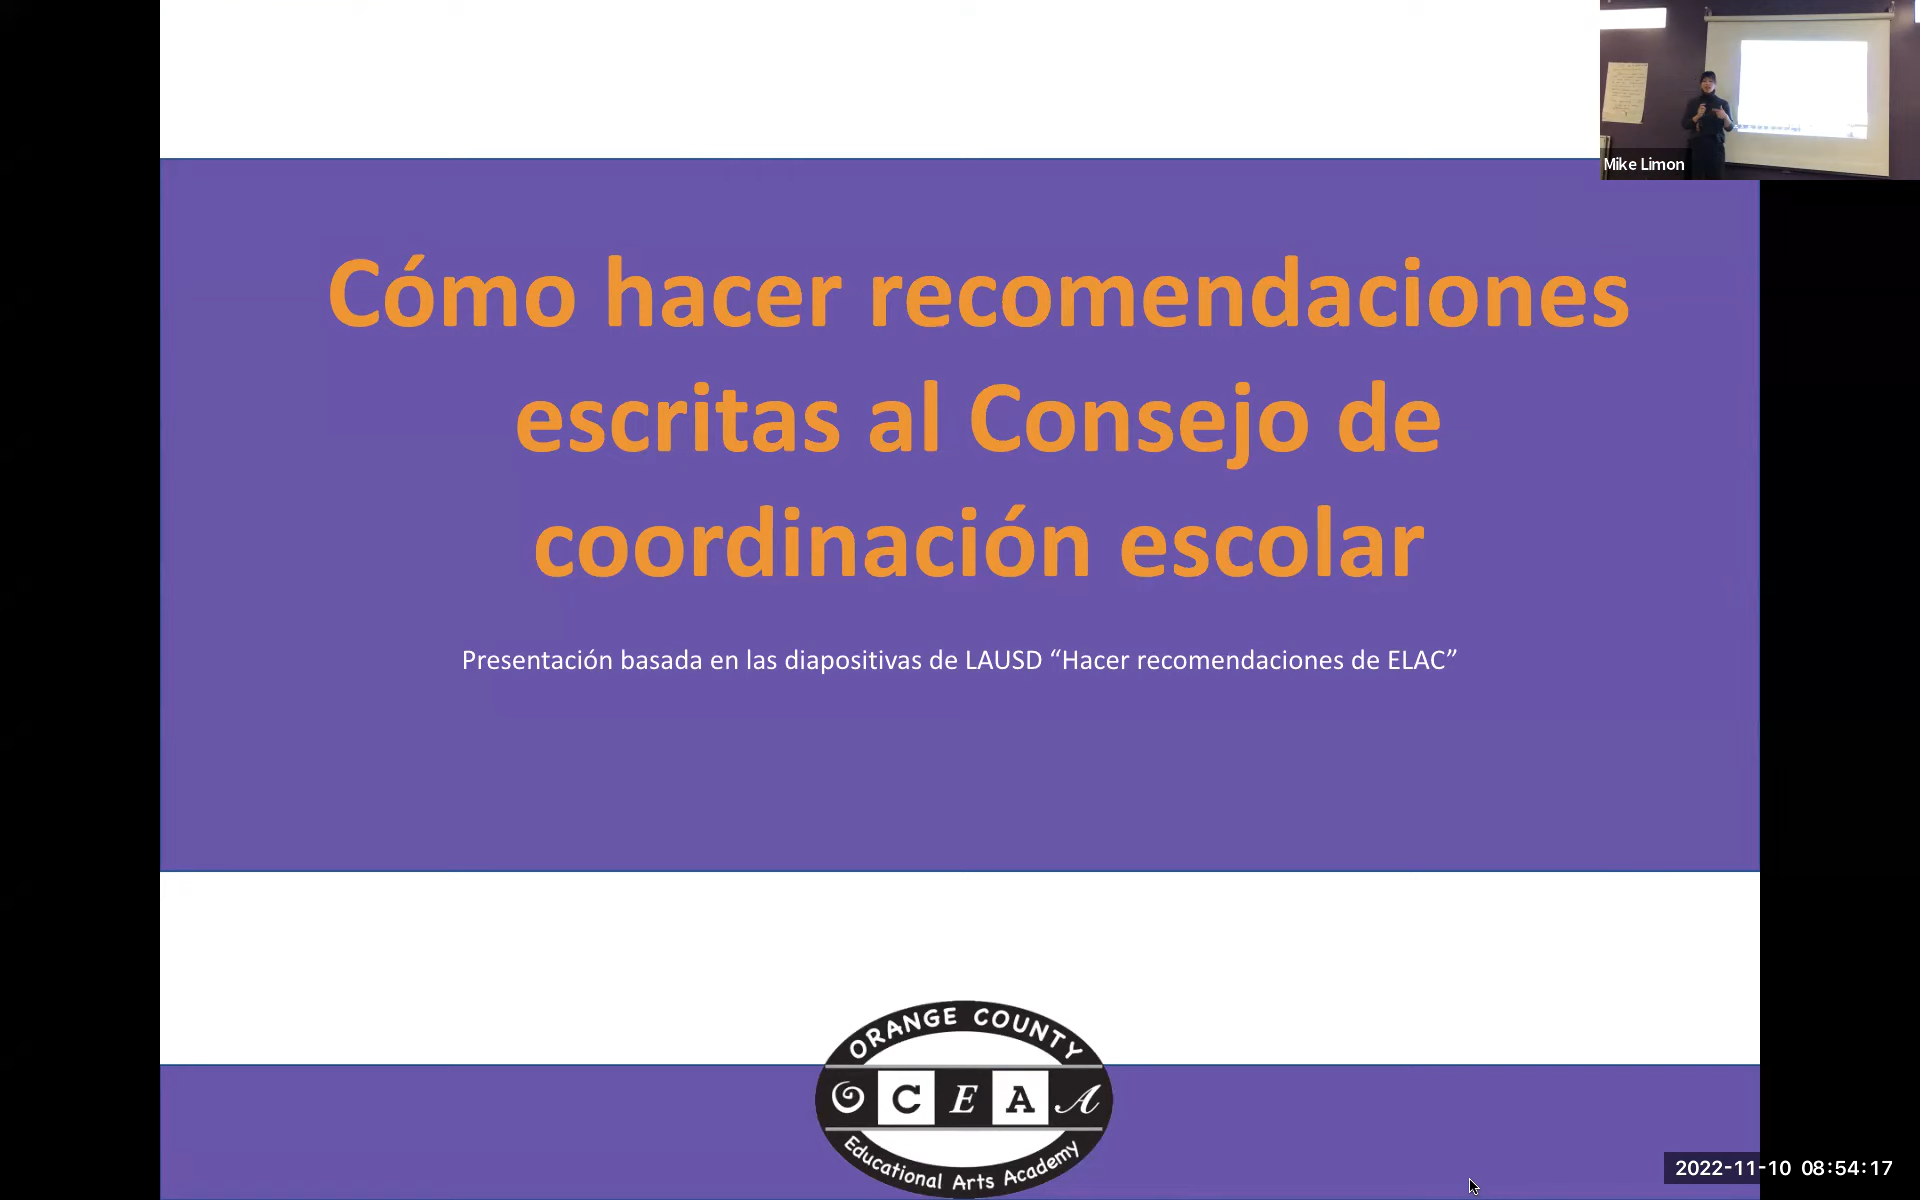 Mike Limon
Cómo hacer recomendaciones
escritas al Consejo de
coordinación escolar
Presentación basada en las diapositivas de LAUSD “Hacer recomendaciones de ELAC”
ORANGE COUNTY
OCEAA
Educational Arts Academy
2022-11-10 08:54:17